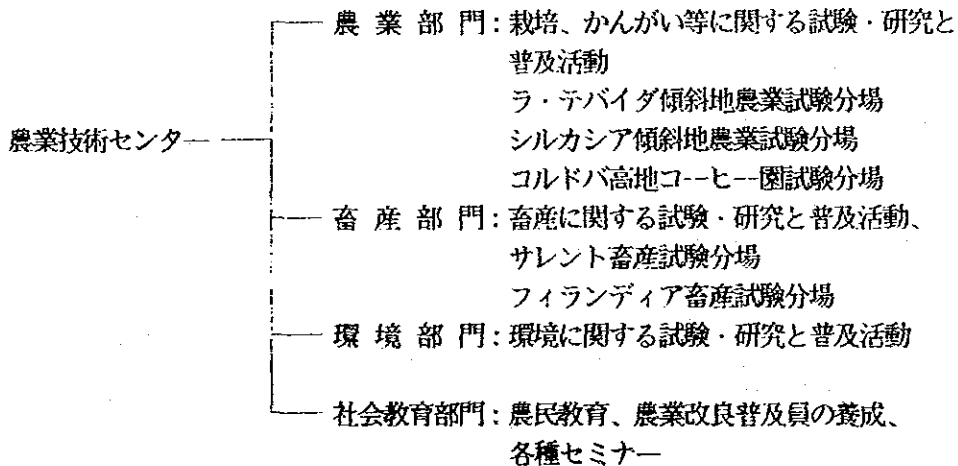 農業部門：栽培、かんがい等に関する試験・研究と
普及活動
ラ・テバイダ傾斜地農業試験分場
農業技術センター
シルカシア傾斜地農業試験分場
コルドバ高地コーヒー園試験分場
畜産部門：畜産に関する試験・研究と普及活動、
サレント畜産試験分場
フィランディア畜産試験分場
環境部門：環境に関する試験・研究と普及活動
社会教育部門：農民教育、農業改良普及員の養成、
各種セミナー